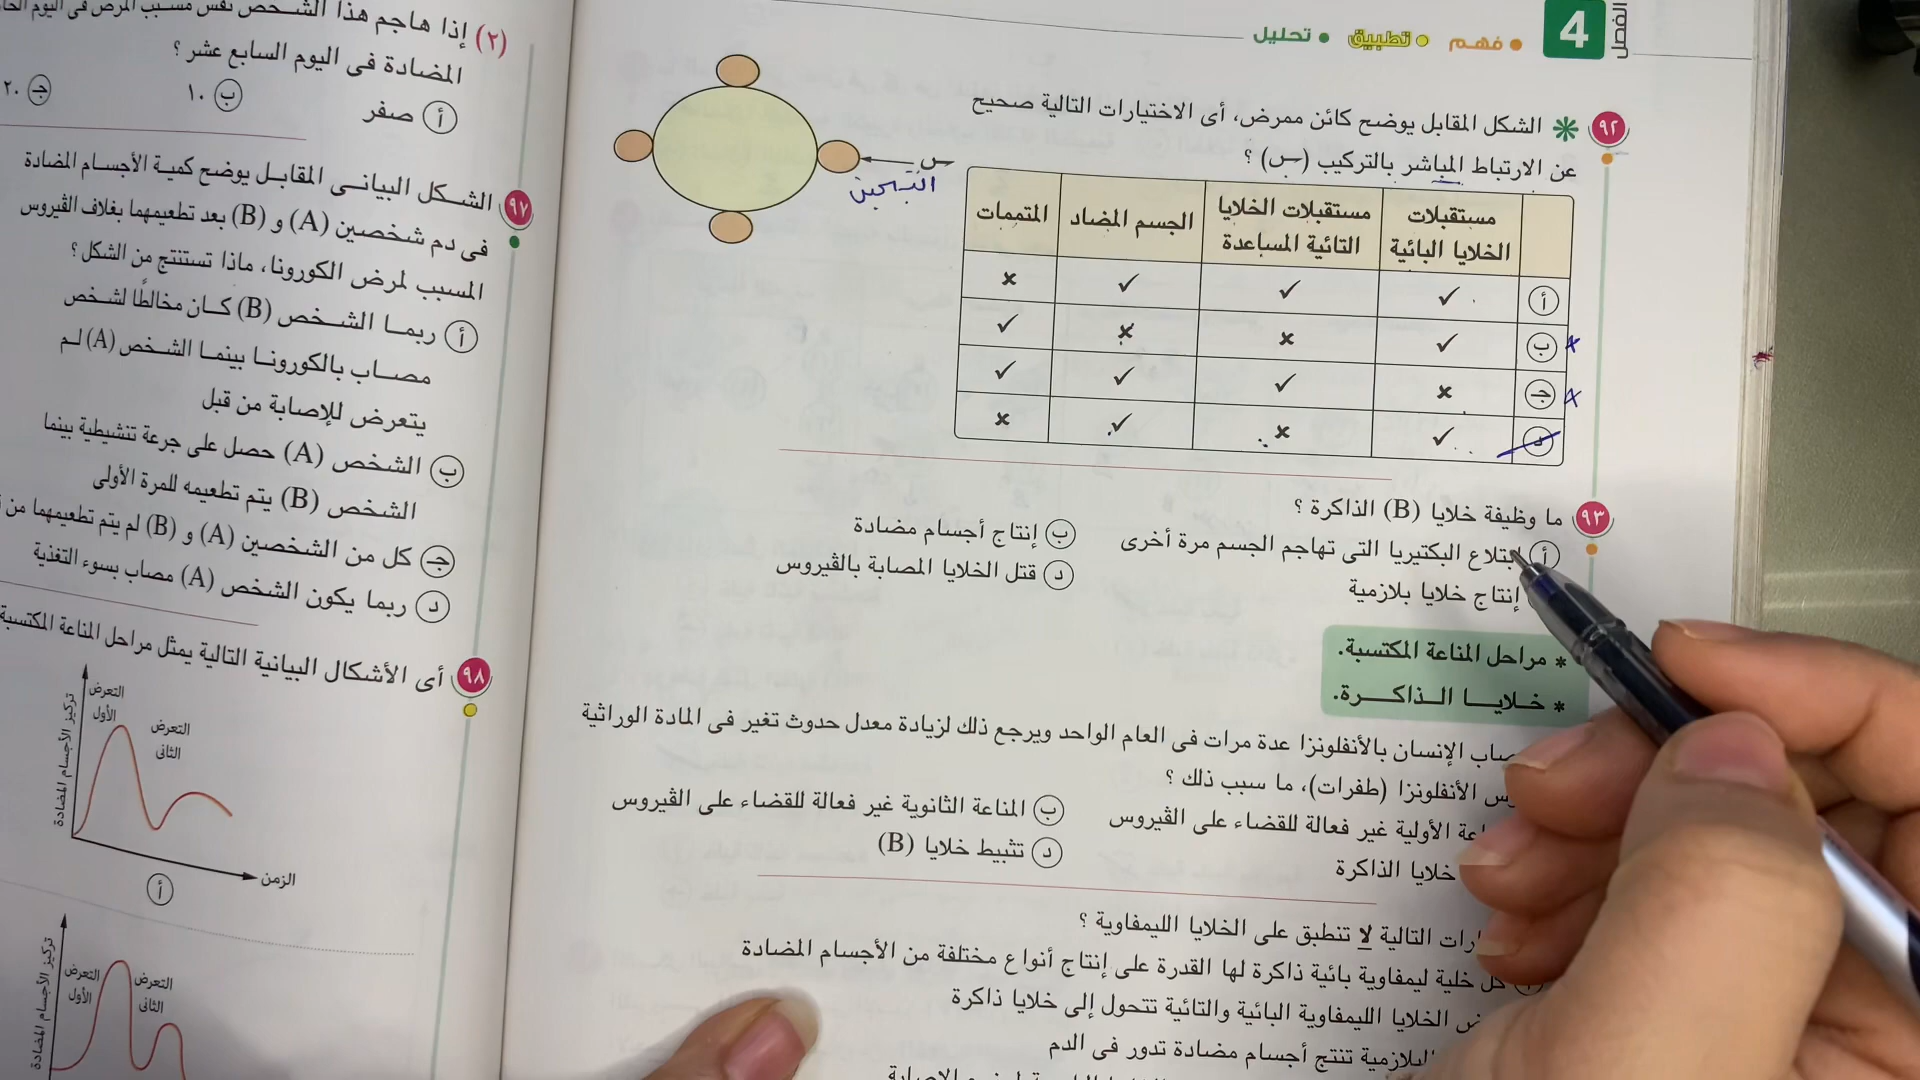 الفصل
4
فهم • تطبيق • تحليل
٩٢ الشكل المقابل يوضح كائن ممرض، أى الاختيارات التالية صحيح
عن الارتباط المباشر بالتركيب (س) ؟
س
مستقبلات الخلايا البائية
مستقبلات الخلايا التائية المساعدة
الجسم المضاد
المتممات
أ ✓ ✓ ✓ ×
ب ✓ × × ✓
جـ × ✓ ✓ ✓
د ✓ × ✓ ×
٩٣ ما وظيفة خلايا (B) الذاكرة ؟
أ ابتلاع البكتيريا التى تهاجم الجسم مرة أخرى
ب إنتاج أجسام مضادة
إنتاج خلايا بلازمية
د قتل الخلايا المصابة بالڤيروس
* مراحل المناعة المكتسبة.
* خلايا الذاكرة.
الإنسان بالأنفلونزا عدة مرات فى العام الواحد ويرجع ذلك لزيادة معدل حدوث تغير فى المادة الوراثية
الأنفلونزا (طفرات)، ما سبب ذلك ؟
الأولية غير فعالة للقضاء على الڤيروس
ب المناعة الثانوية غير فعالة للقضاء على الڤيروس
خلايا الذاكرة
د تثبيط خلايا (B)
التالية لا تنطبق على الخلايا الليمفاوية ؟
كل خلية ليمفاوية بائية ذاكرة لها القدرة على إنتاج أنواع مختلفة من الأجسام المضادة
الخلايا الليمفاوية البائية والتائية تتحول إلى خلايا ذاكرة
البلازمية تنتج أجسام مضادة تدور فى الدم
(٢) إذا هاجم هذا الشخص نفس مسبب المرض فى اليوم
المضادة فى اليوم السابع عشر ؟
أ صفر
ب ١٠
جـ ٢٠
٩٧ الشكل البيانى المقابل يوضح كمية الأجسام المضادة
فى دم شخصين (A) و (B) بعد تطعيمهما بغلاف الڤيروس
المسبب لمرض الكورونا، ماذا تستنتج من الشكل ؟
أ ربما الشخص (B) كان مخالطًا لشخص
مصاب بالكورونا بينما الشخص (A) لم
يتعرض للإصابة من قبل
ب الشخص (A) حصل على جرعة تنشيطية بينما
الشخص (B) يتم تطعيمه للمرة الأولى
جـ كل من الشخصين (A) و (B) لم يتم تطعيمهما من
د ربما يكون الشخص (A) مصاب بسوء التغذية
٩٨ أى الأشكال البيانية التالية يمثل مراحل المناعة المكتسبة
تركيز الأجسام المضادة
التعرض الأول
التعرض الثانى
الزمن
أ
تركيز الأجسام المضادة
التعرض الأول
التعرض الثانى